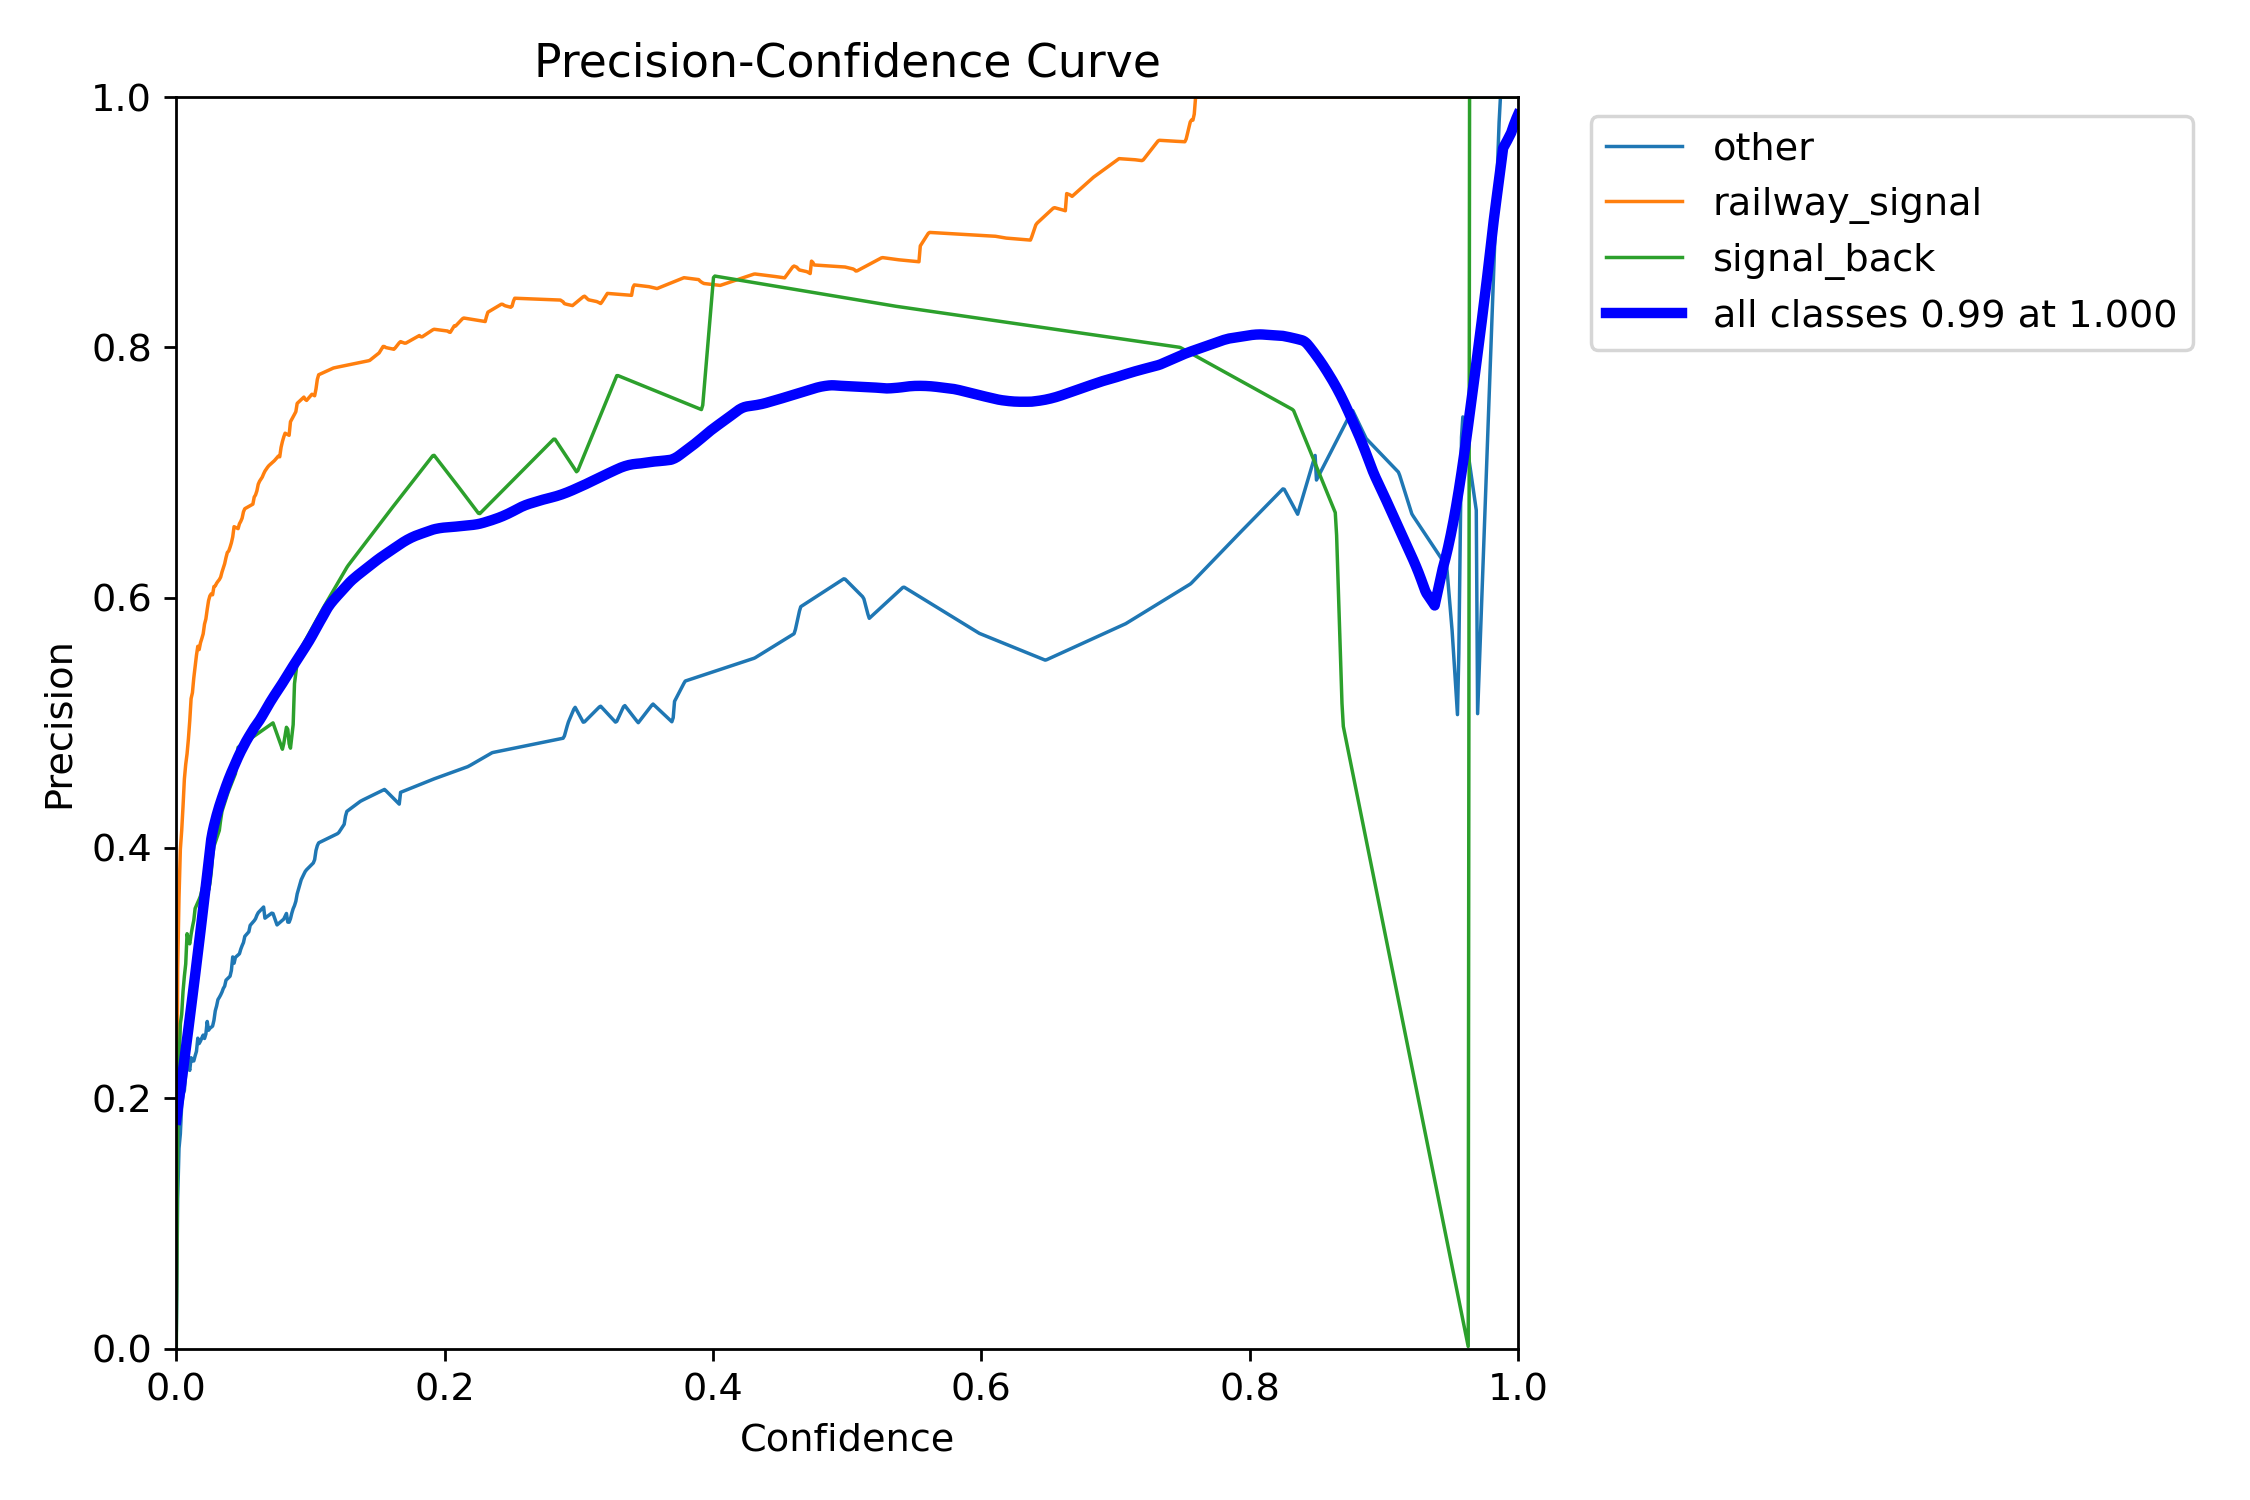 Precision-Confidence Curve
1.0
0.8
0.6
0.4
0.2
0.0
Precision
0.0 0.2 0.4 0.6 0.8 1.0
Confidence
other
railway_signal
signal_back
all classes 0.99 at 1.000